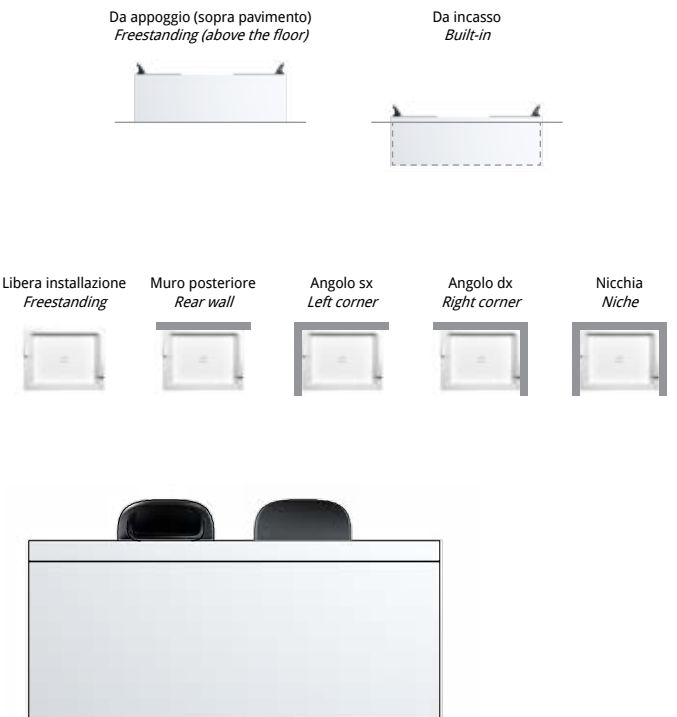 Da appoggio (sopra pavimento)
Freestanding (above the floor)
Da incasso
Built-in
Libera installazione
Freestanding
Muro posteriore
Rear wall
Angolo sx
Left corner
Angolo dx
Right corner
Nicchia
Niche